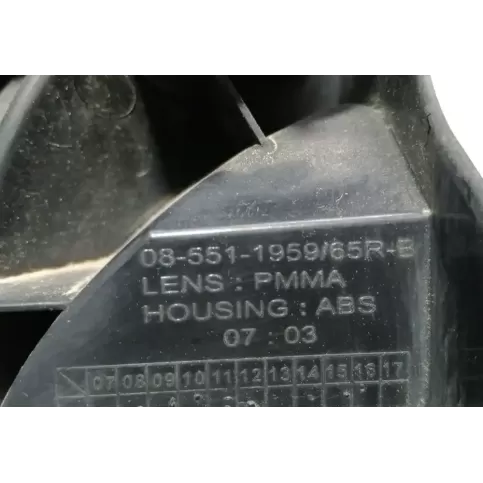 08-551-1959/65R-B
LENS : PMMA
HOUSING : ABS
07 : 03
07 08 09 10 11 12 13 14 15 16 17